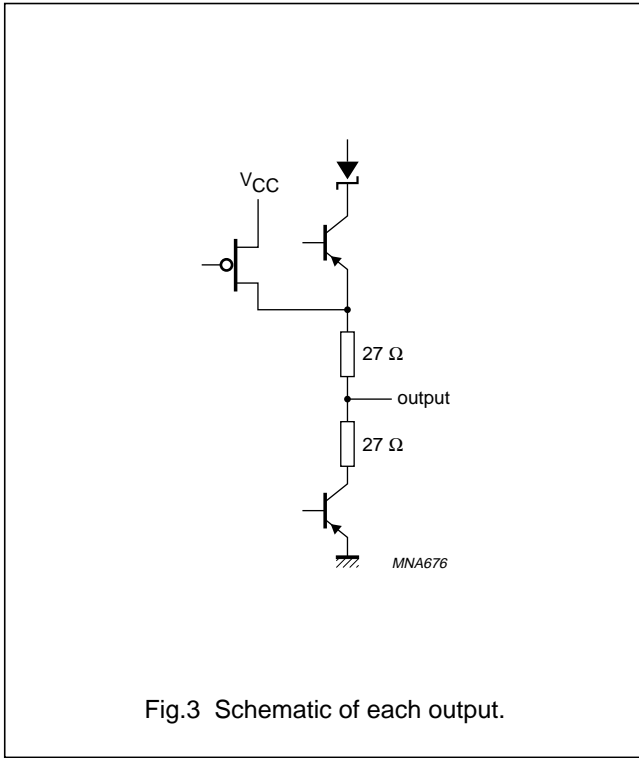 VCC
27 Ω
output
27 Ω
MNA676
Fig.3 Schematic of each output.